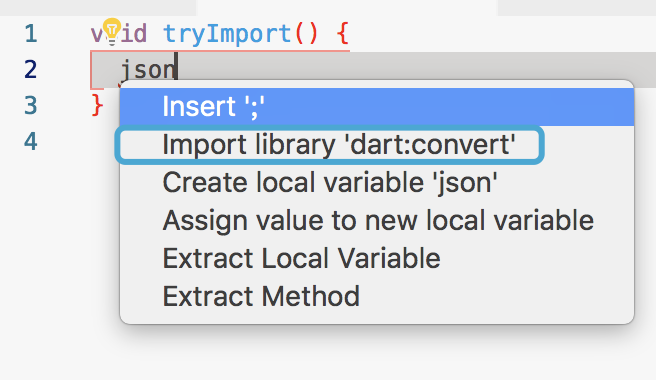 1 void tryImport() {
2 json
Insert ';'
3 }
Import library 'dart:convert'
4
Create local variable 'json'
Assign value to new local variable
Extract Local Variable
Extract Method